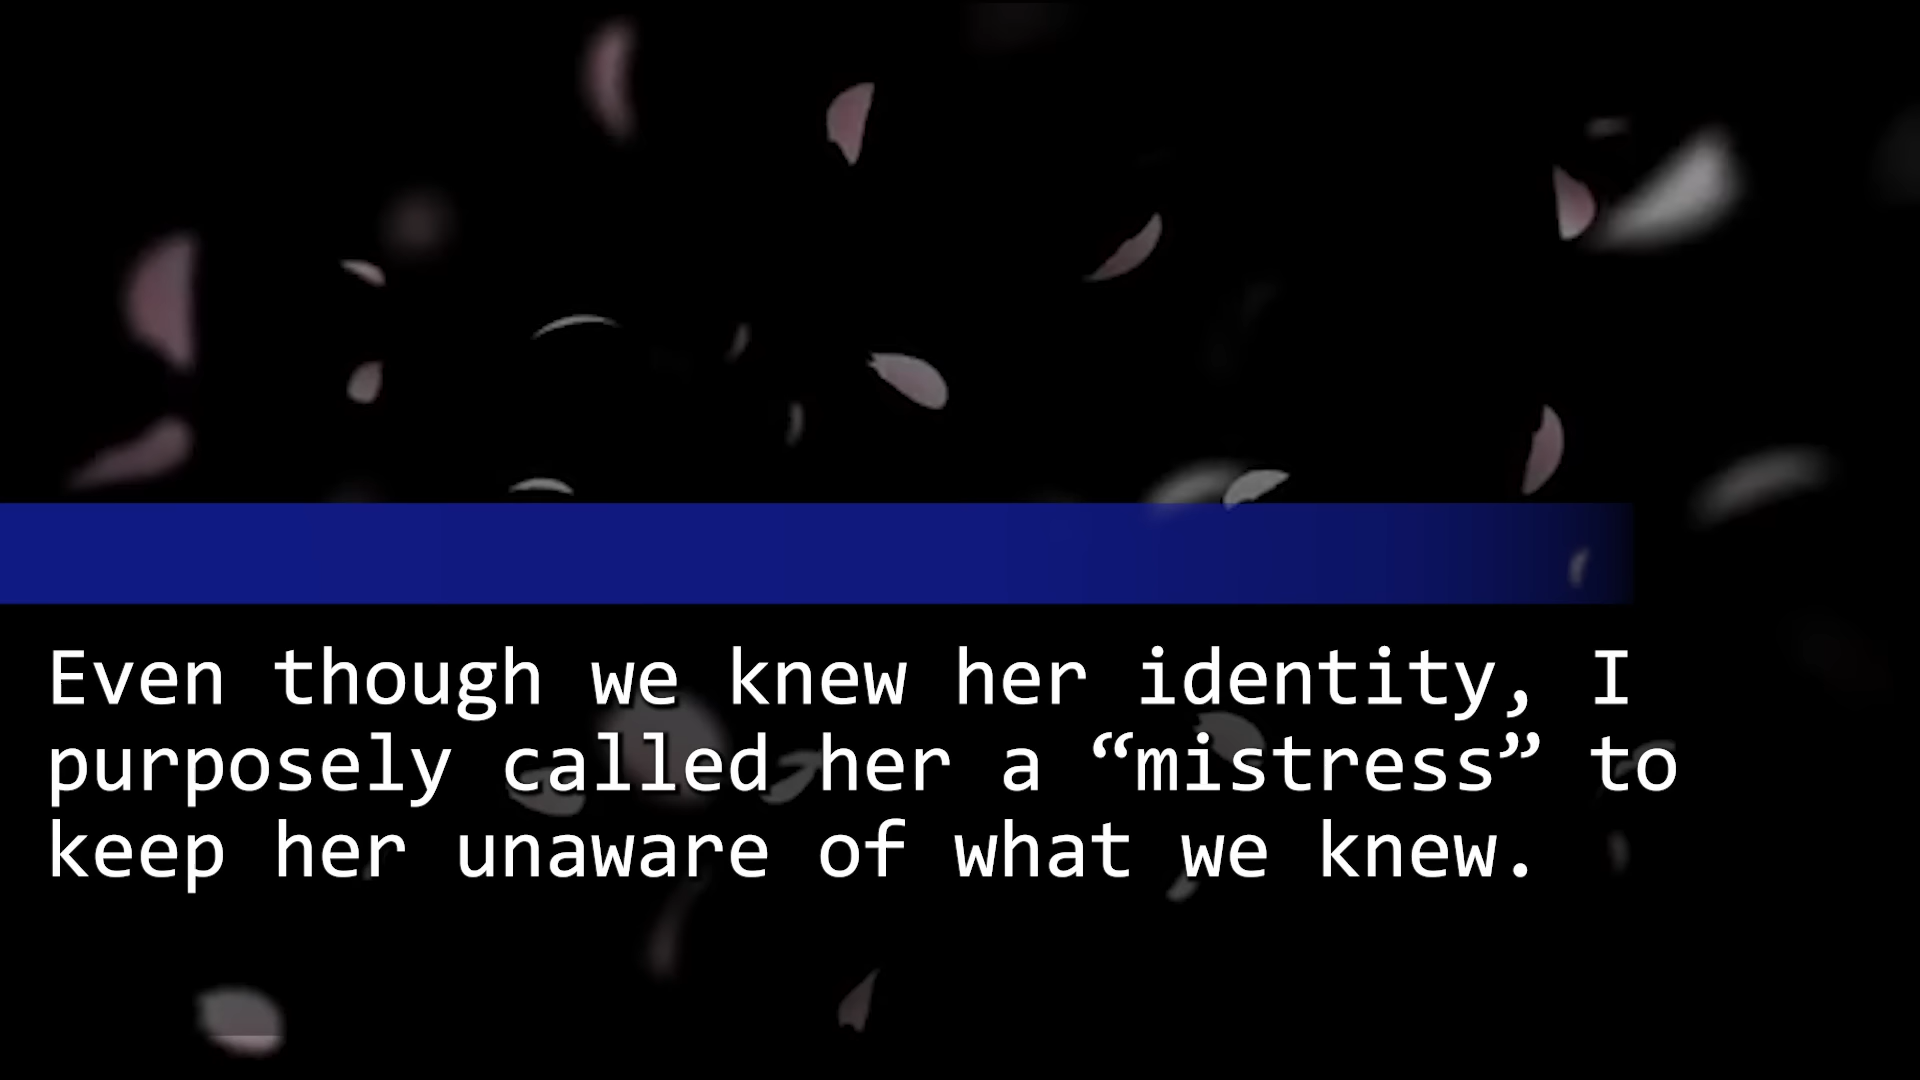 Even though we knew her identity, I
purposely called her a “mistress” to
keep her unaware of what we knew.